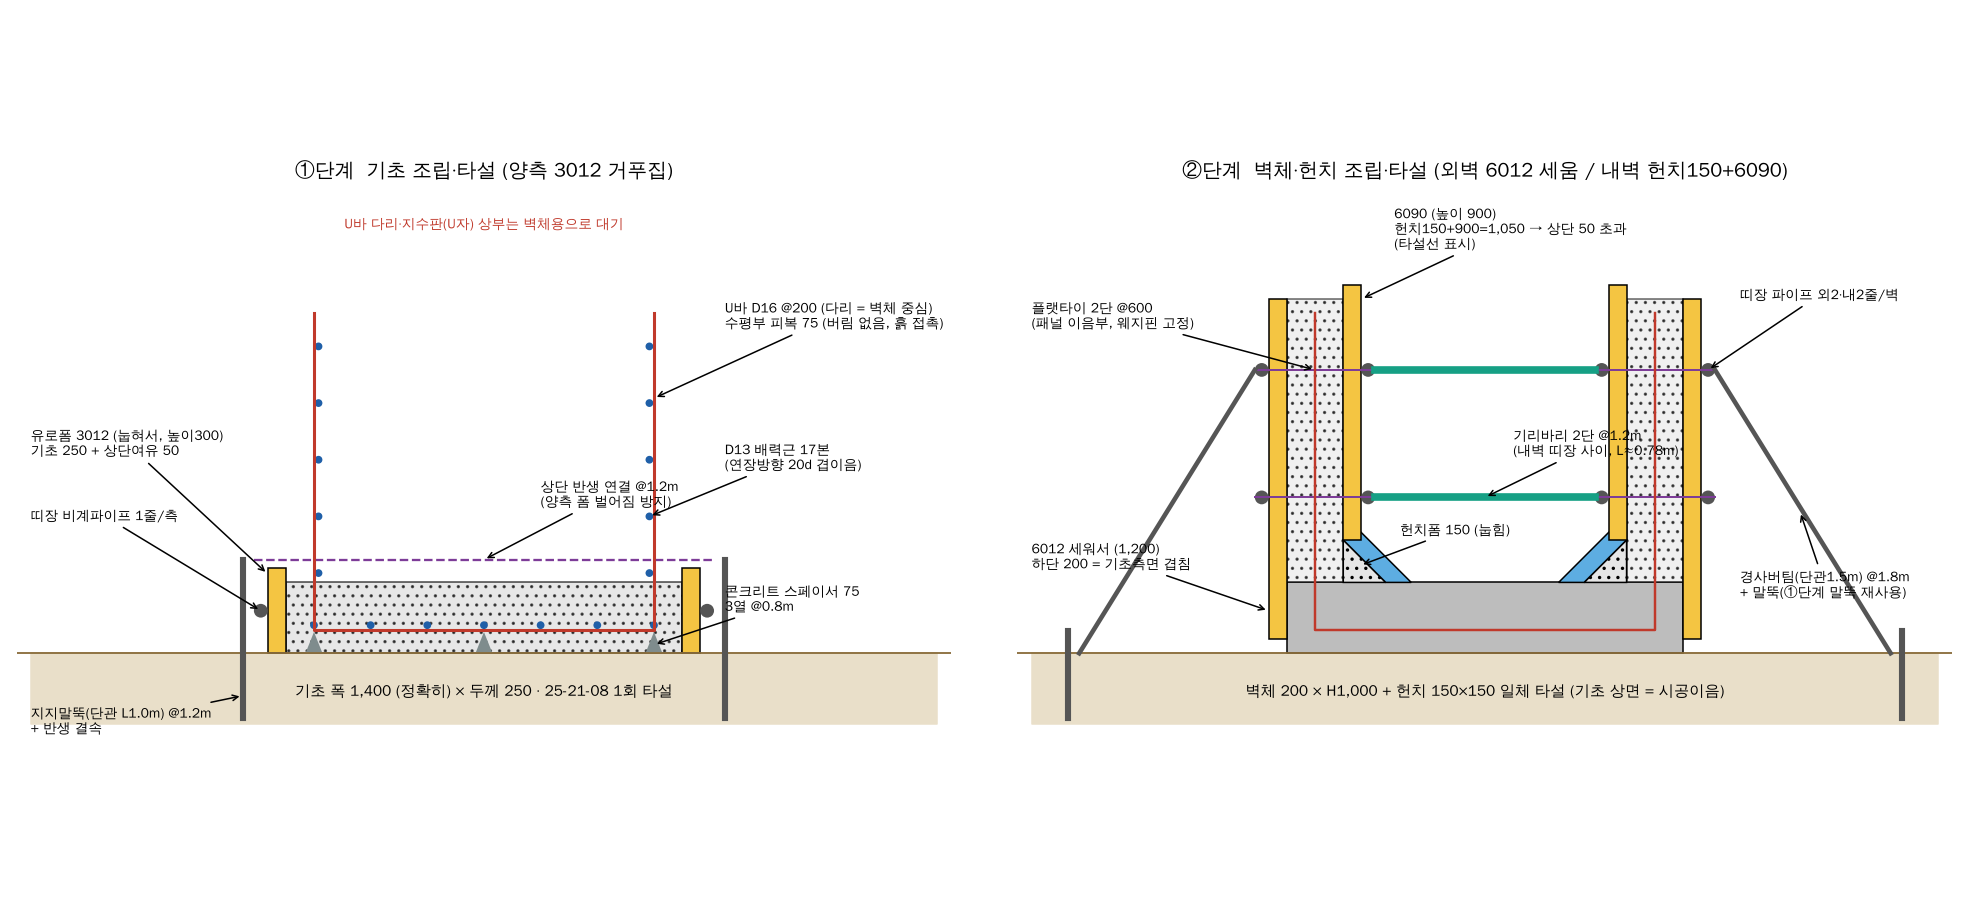 ①단계  기초 조립·타설 (양측 3012 거푸집)
U바 다리·지수판(U자) 상부는 벽체용으로 대기
U바 D16 @200 (다리 = 벽체 중심)
수평부 피복 75 (버림 없음, 흙 접촉)
유로폼 3012 (눕혀서, 높이300)
기초 250 + 상단여유 50
D13 배력근 17본
(연장방향 20d 겹이음)
상단 반생 연결 @1.2m
(양측 폼 벌어짐 방지)
띠장 비계파이프 1줄/측
콘크리트 스페이서 75
3열 @0.8m
기초 폭 1,400 (정확히) × 두께 250 · 25-21-08 1회 타설
지지말뚝(단관 L1.0m) @1.2m
+ 반생 결속
②단계  벽체·헌치 조립·타설 (외벽 6012 세움 / 내벽 헌치150+6090)
6090 (높이 900)
헌치150+900=1,050 → 상단 50 초과
(타설선 표시)
플랫타이 2단 @600
(패널 이음부, 웨지핀 고정)
띠장 파이프 외2·내2줄/벽
기리바리 2단 @1.2m
(내벽 띠장 사이, L≈0.78m)
헌치폼 150 (눕힘)
6012 세워서 (1,200)
하단 200 = 기초측면 겹침
경사버팀(단관1.5m) @1.8m
+ 말뚝(①단계 말뚝 재사용)
벽체 200 × H1,000 + 헌치 150×150 일체 타설 (기초 상면 = 시공이음)